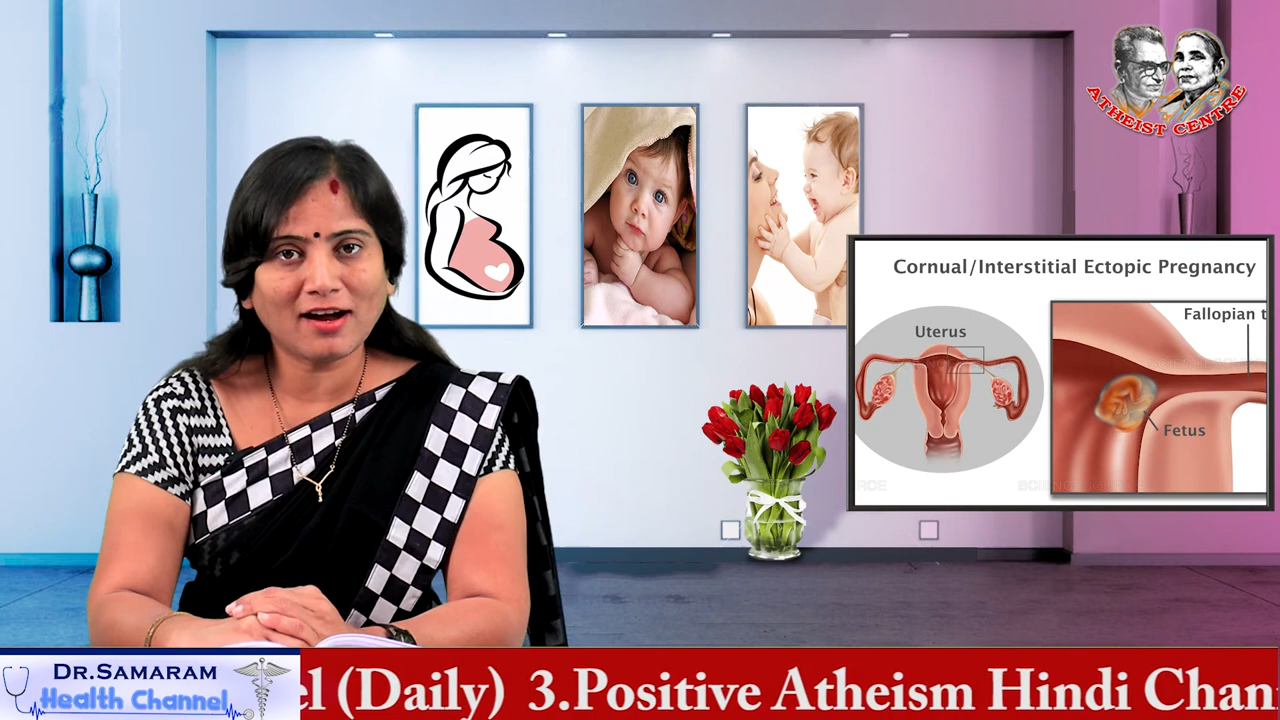 ATHEIST CENTRE
Cornual/Interstitial Ectopic Pregnancy
Uterus
Fallopian t
Fetus
DR.SAMARAM
Health Channel
el (Daily) 3.Positive Atheism Hindi Chan